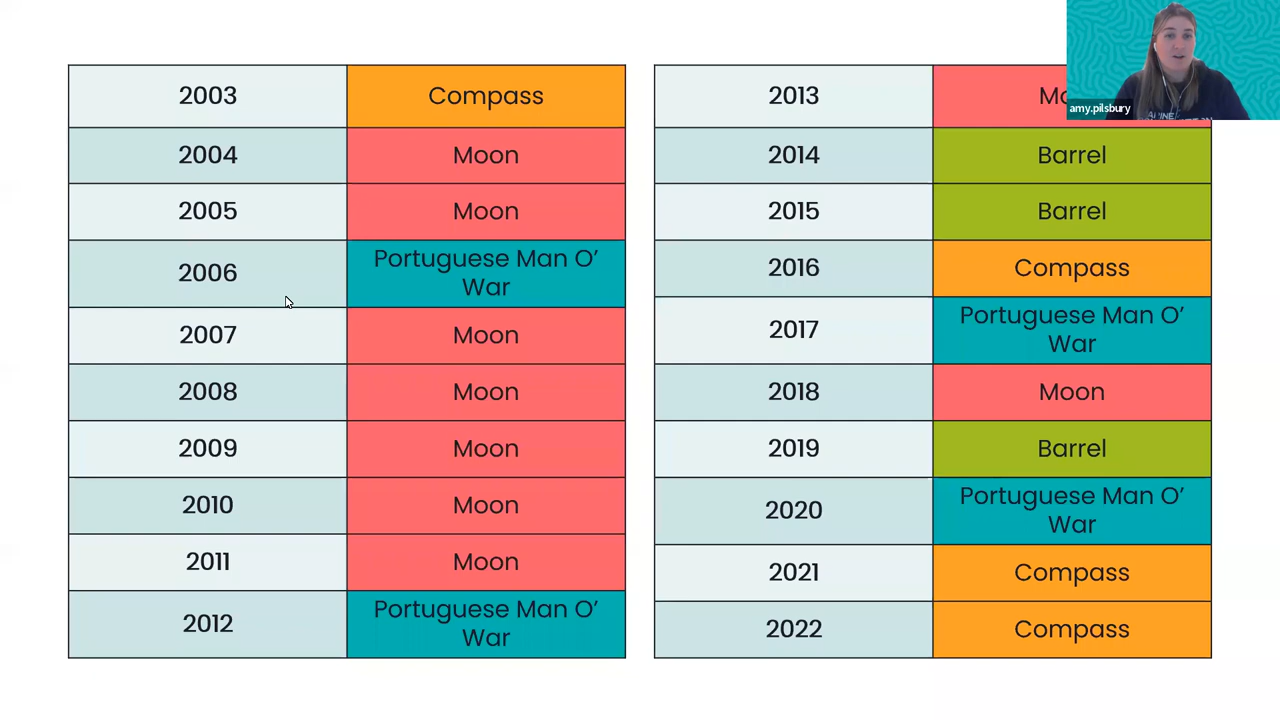 2003 Compass
2004 Moon
2005 Moon
2006 Portuguese Man O'
War
2007 Moon
2008 Moon
2009 Moon
2010 Moon
2011 Moon
2012 Portuguese Man O'
War
2013
2014 Barrel
2015 Barrel
2016 Compass
2017 Portuguese Man O'
War
2018 Moon
2019 Barrel
2020 Portuguese Man O'
War
2021 Compass
2022 Compass
amy.pilsbury